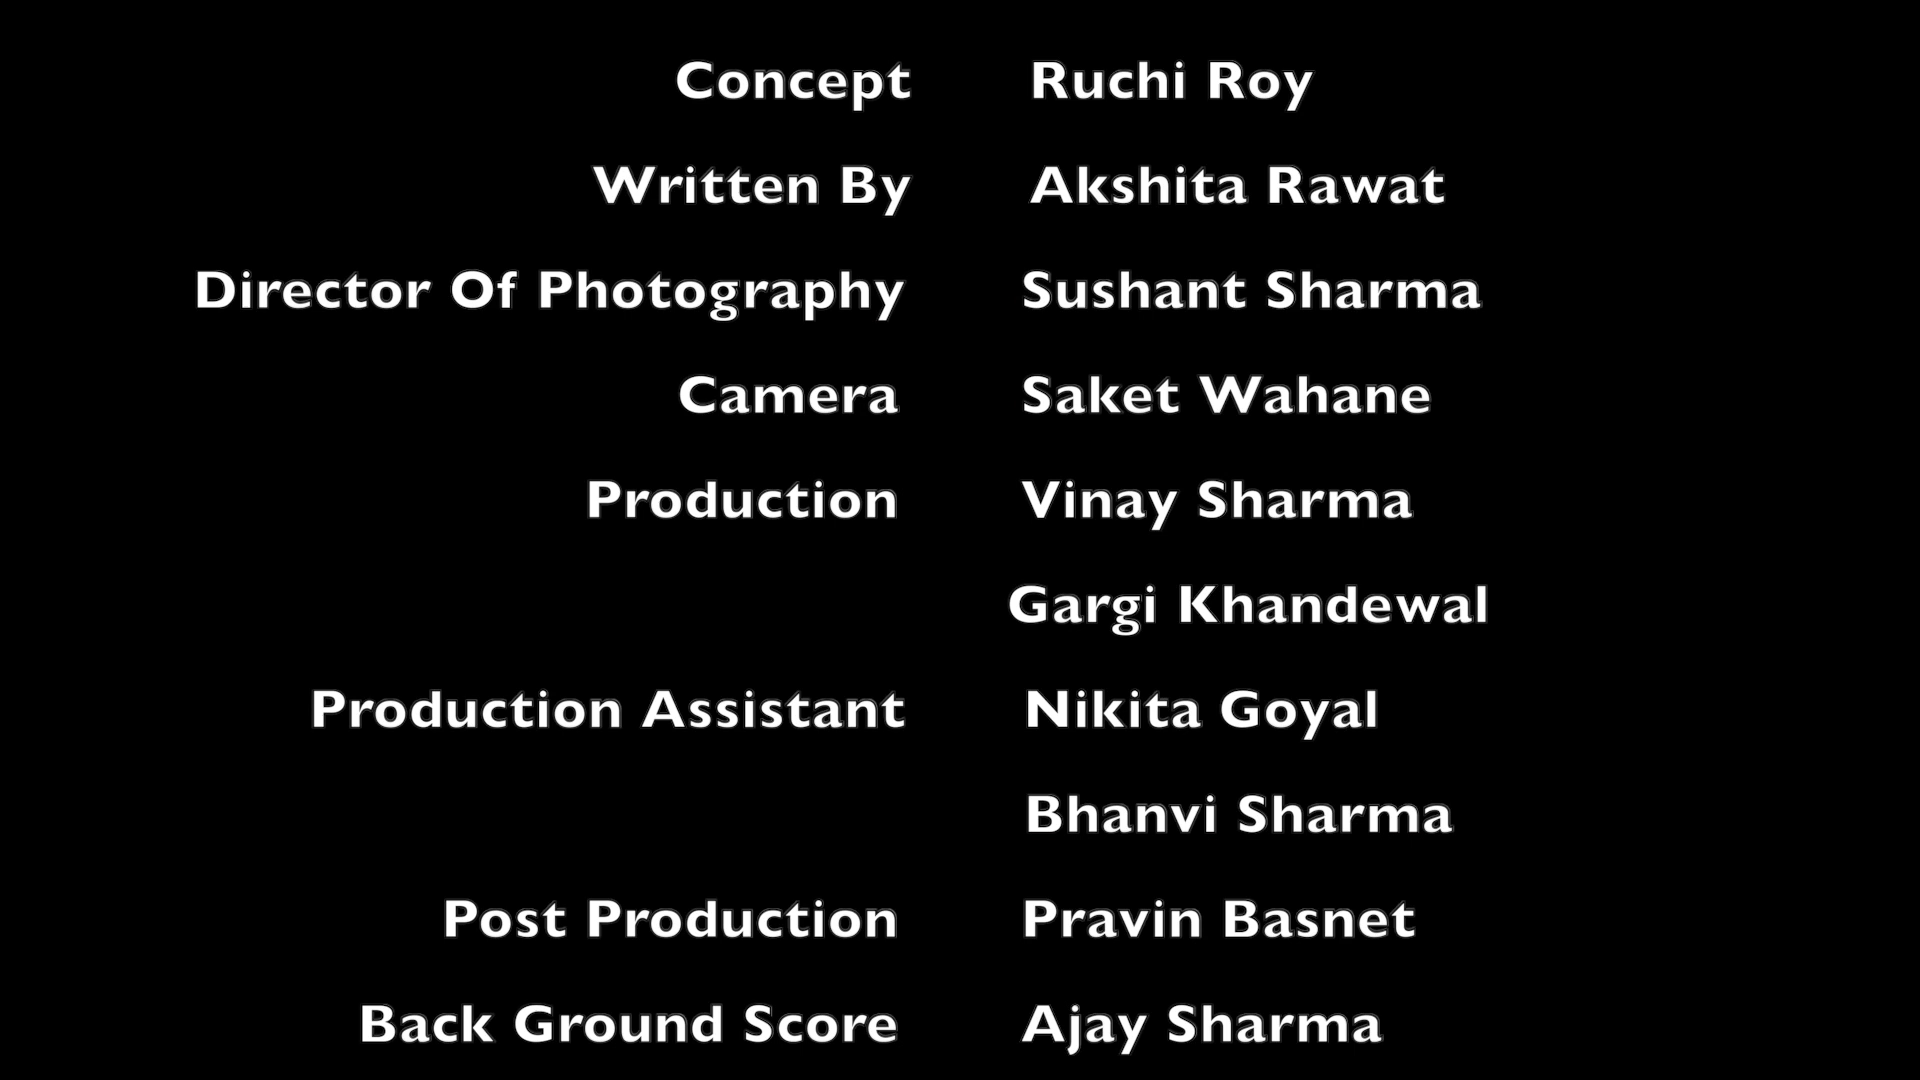 Concept Ruchi Roy
Written By Akshita Rawat
Director Of Photography Sushant Sharma
Camera Saket Wahane
Production Vinay Sharma
Gargi Khandewal
Production Assistant Nikita Goyal
Bhanvi Sharma
Post Production Pravin Basnet
Back Ground Score Ajay Sharma